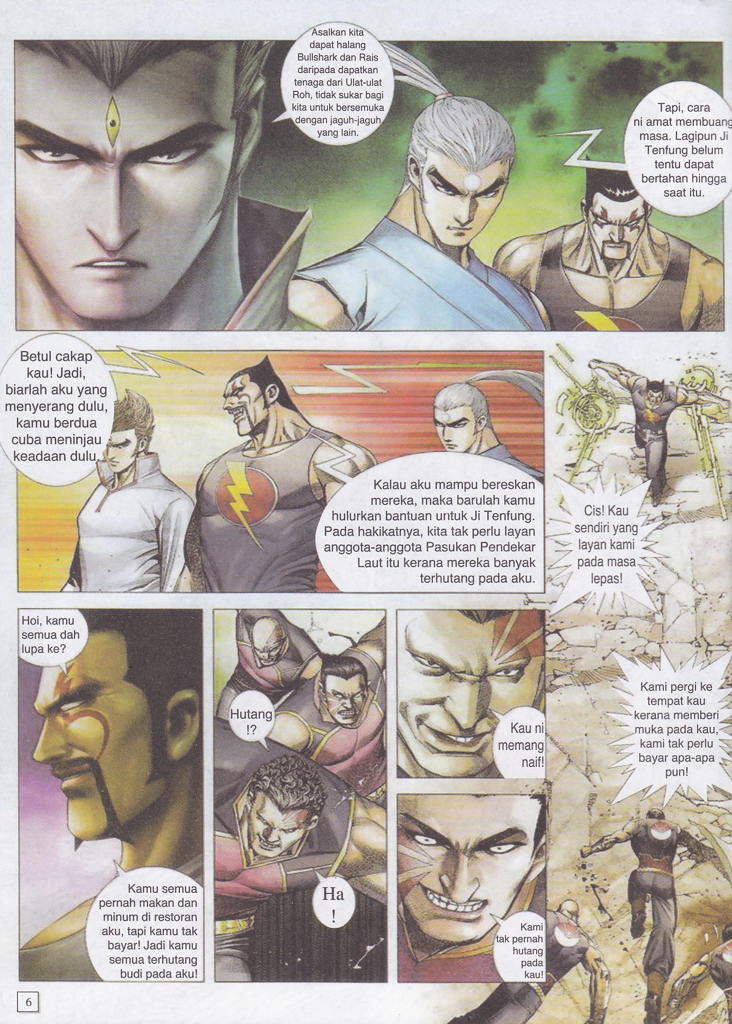 Asalkan kita
dapat halang
Bullshark dan Rais
daripada dapatkan
tenaga dari Ulat-ulat
Roh, tidak sukar bagi
kita untuk bersemuka
dengan jaguh-jaguh
yang lain.
Tapi, cara
ni amat membuang
masa. Lagipun Ji
Tenfung belum
tentu dapat
bertahan hingga
saat itu.
Betul cakap
kau! Jadi,
biarlah aku yang
menyerang dulu,
kamu berdua
cuba meninjau
keadaan dulu.
Kalau aku mampu bereskan
mereka, maka barulah kamu
hulurkan bantuan untuk Ji Tenfung.
Pada hakikatnya, kita tak perlu layan
anggota-anggota Pasukan Pendekar
Laut itu kerana mereka banyak
terhutang pada aku.
Cis! Kau
sendiri yang
layan kami
pada masa
lepas!
Hoi, kamu
semua dah
lupa ke?
Kamu semua
pernah makan dan
minum di restoran
aku, tapi kamu tak
bayar! Jadi kamu
semua terhutang
budi pada aku!
Hutang
!?
Ha
!
Kau ni
memang
naif!
Kami
tak pernah
hutang
pada
kau!
Kami pergi ke
tempat kau
kerana memberi
muka pada kau,
kami tak perlu
bayar apa-apa
pun!
6